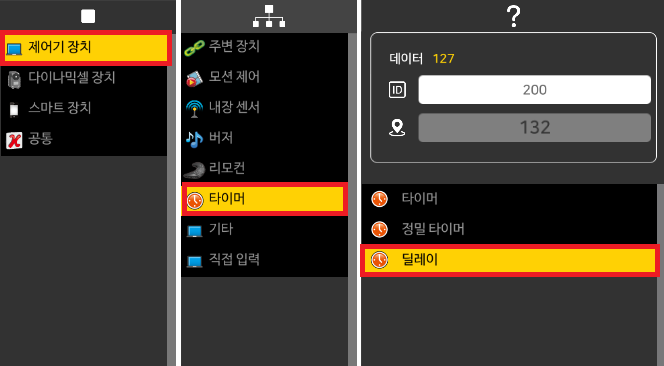 제어기 장치
다이나믹셀 장치
스마트 장치
공통
주변 장치
모션 제어
내장 센서
버저
리모컨
타이머
기타
직접 입력
?
데이터 127
ID 200
132
타이머
정밀 타이머
딜레이